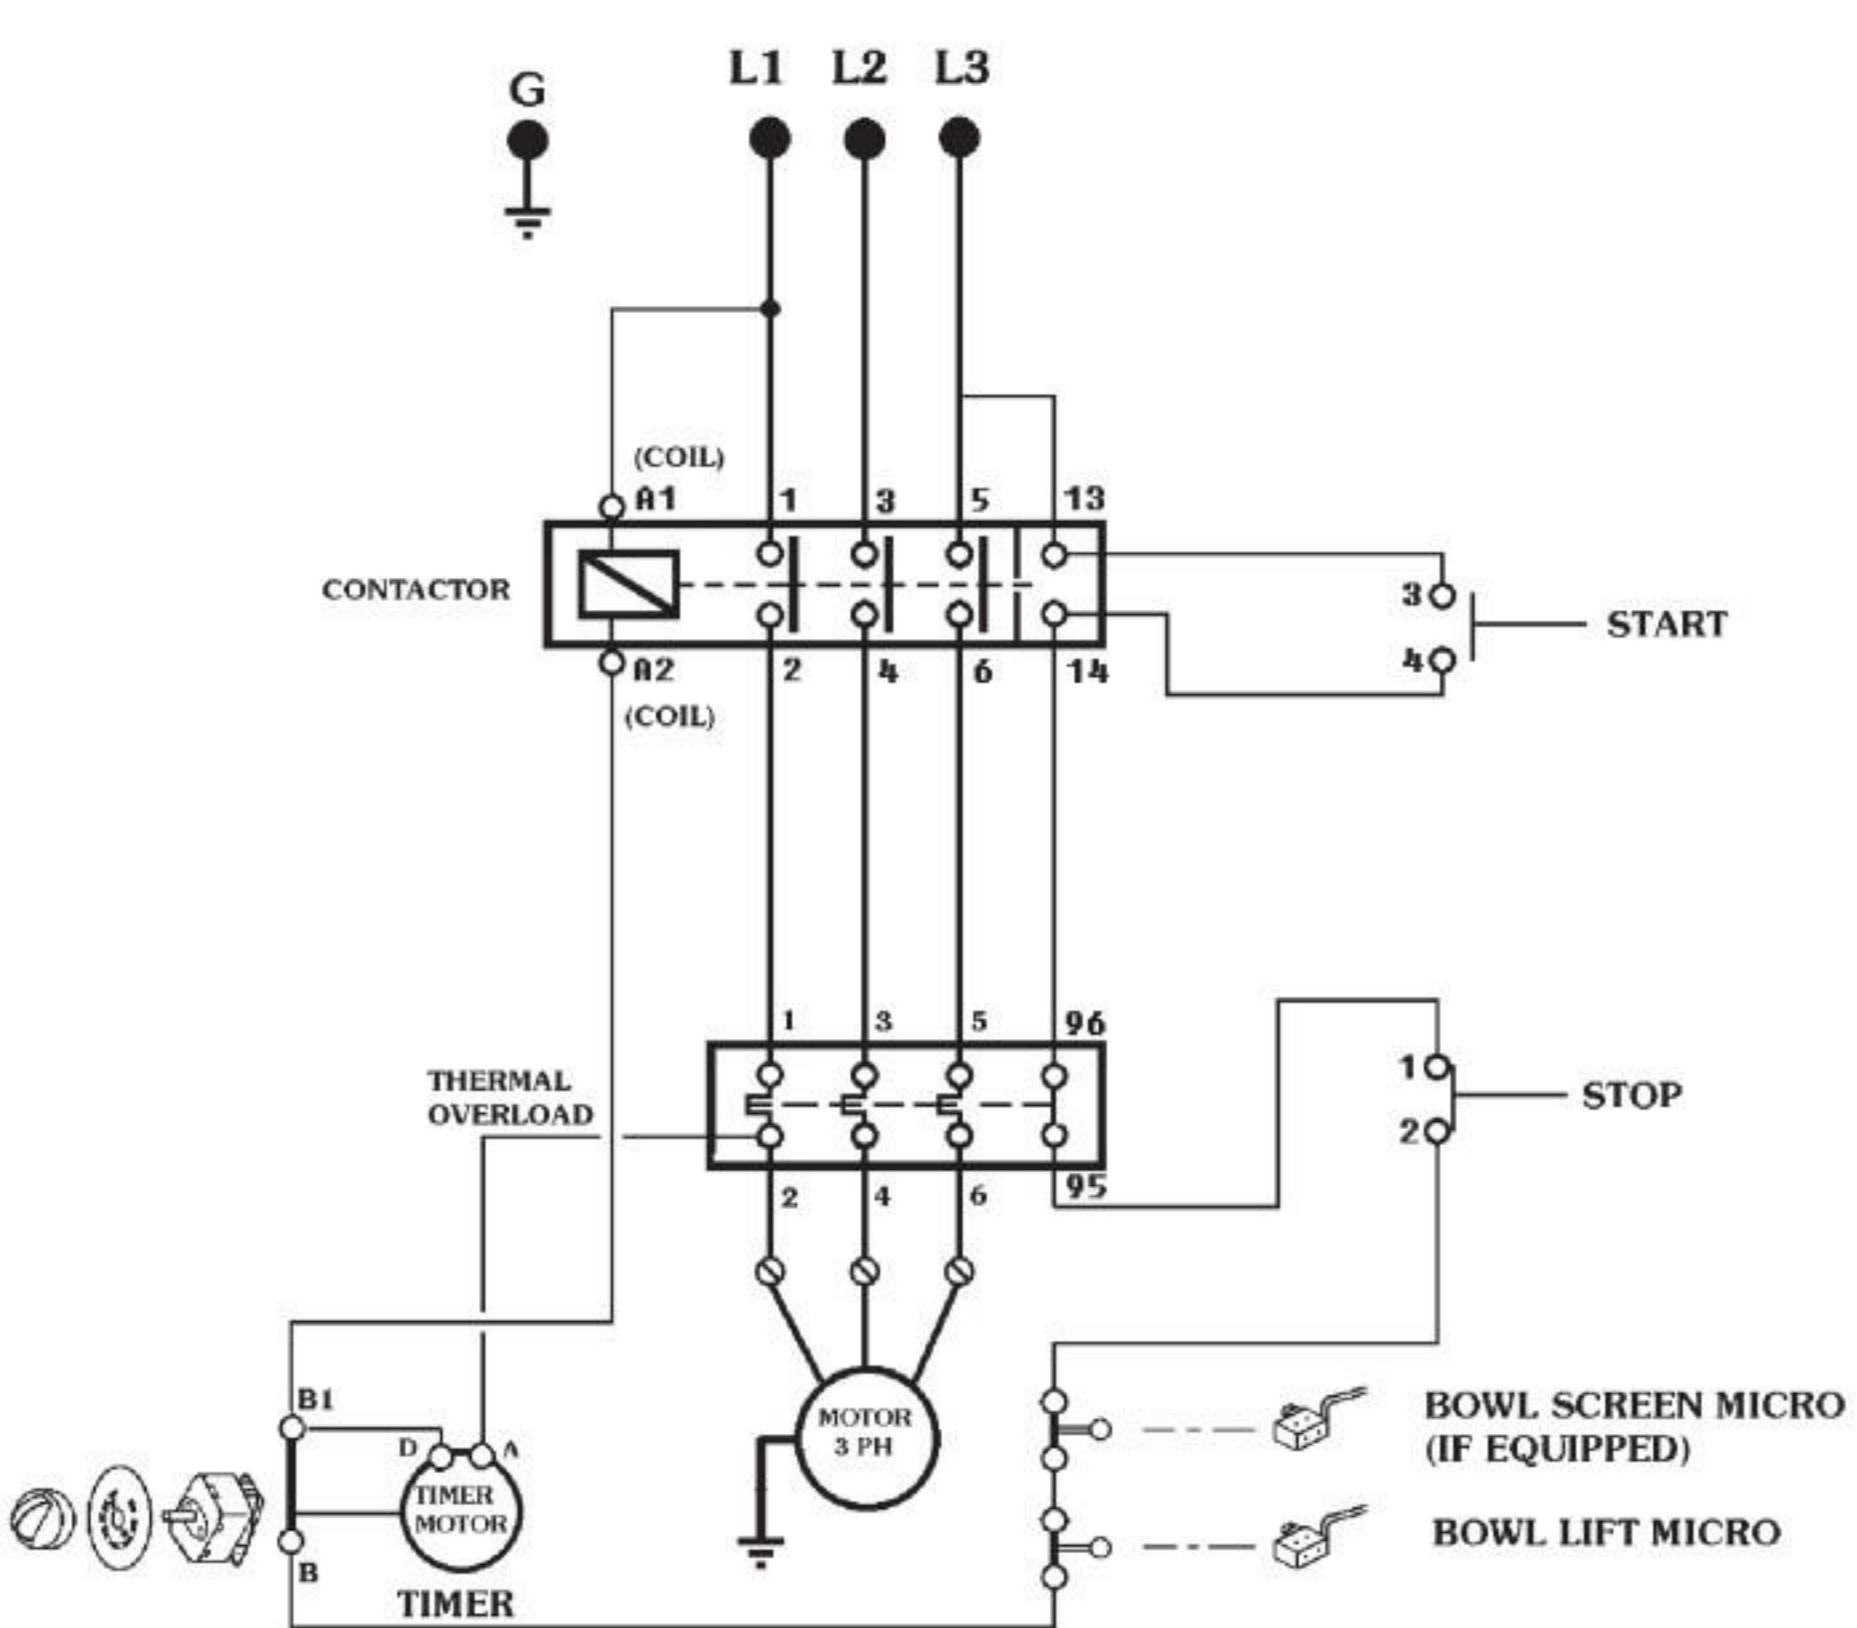 G
L1 L2 L3
(COIL)
A1 1 3 5 13
CONTACTOR
3
START
4
A2 2 4 6 14
(COIL)
1 3 5 96
THERMAL
OVERLOAD
1
STOP
2
2 4 6 95
B1
D A
TIMER
MOTOR
B
TIMER
MOTOR
3 PH
BOWL SCREEN MICRO
(IF EQUIPPED)
BOWL LIFT MICRO